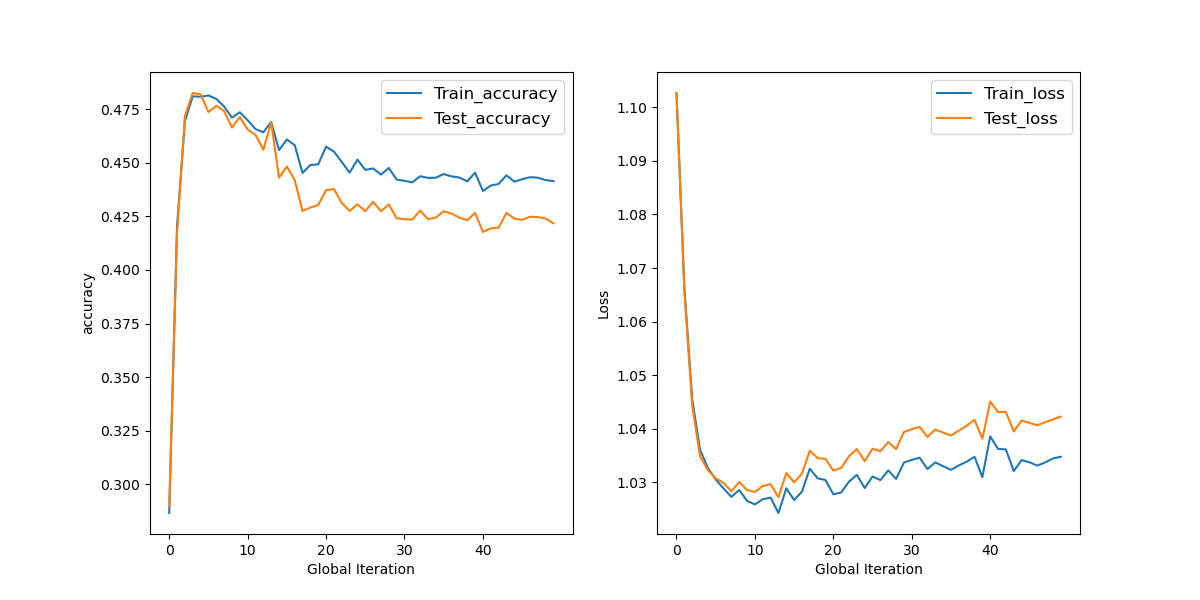 Train_accuracy
Test_accuracy
0.475
0.450
0.425
0.400
0.375
0.350
0.325
0.300
accuracy
0 10 20 30 40
Global Iteration
Train_loss
Test_loss
1.10
1.09
1.08
1.07
1.06
1.05
1.04
1.03
Loss
0 10 20 30 40
Global Iteration